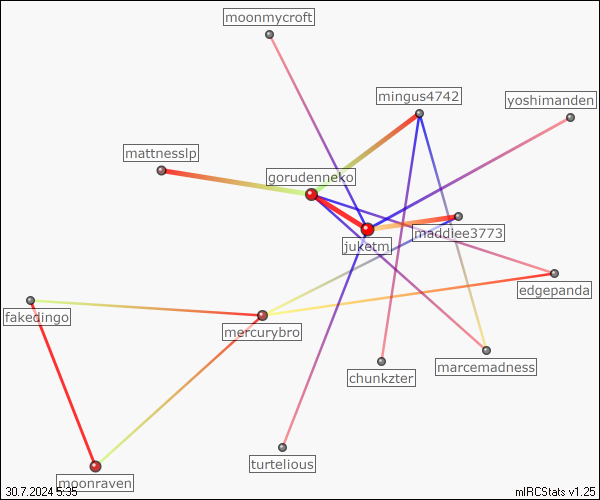 moonmycroft
mingus4742
yoshimanden
mattnesslp
gorudenneko
maddiee3773
juketm
edgepanda
fakedingo
mercurybro
marcemadness
chunkzter
turtelious
moonraven
30.7.2024 5:35
mIRCStats v1.25